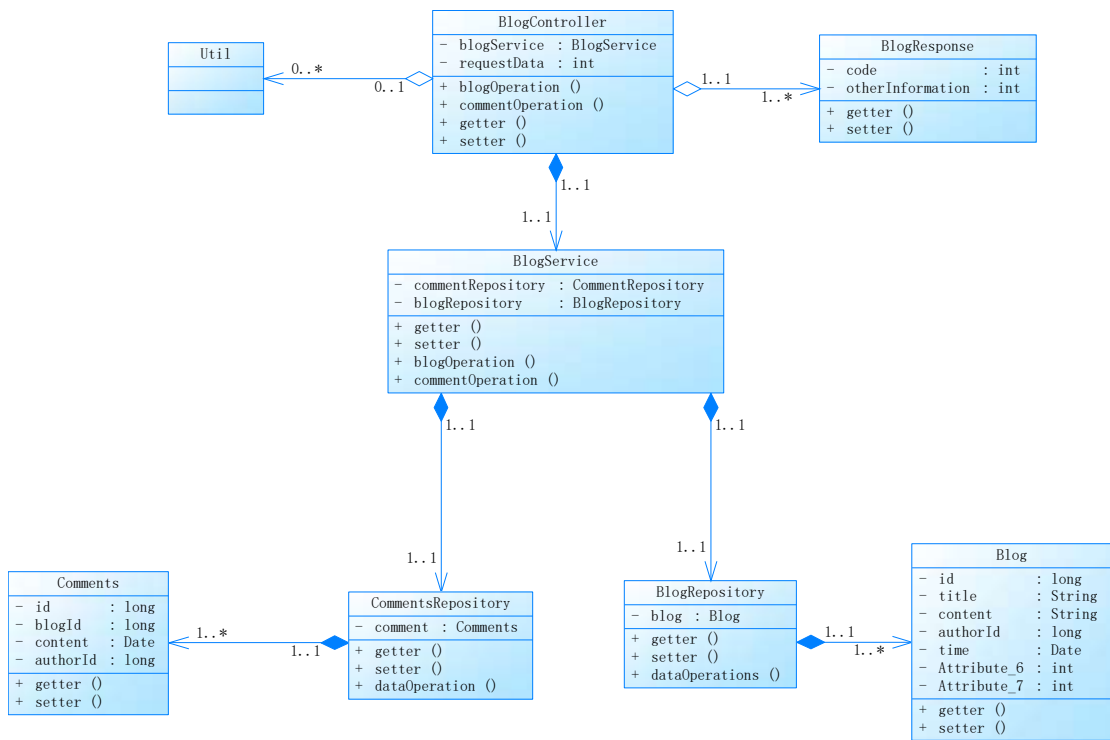 BlogController
- blogService : BlogService
- requestData : int
+ blogOperation ()
+ commentOperation ()
+ getter ()
+ setter ()
Util
0..*
0..1
BlogResponse
- code : int
- otherInformation : int
+ getter ()
+ setter ()
1..1
1..*
1..1
1..1
BlogService
- commentRepository : CommentRepository
- blogRepository : BlogRepository
+ getter ()
+ setter ()
+ blogOperation ()
+ commentOperation ()
1..1
1..1
1..1
1..1
Comments
- id : long
- blogId : long
- content : Date
- authorId : long
+ getter ()
+ setter ()
1..*
1..1
CommentsRepository
- comment : Comments
+ getter ()
+ setter ()
+ dataOperation ()
BlogRepository
- blog : Blog
+ getter ()
+ setter ()
+ dataOperations ()
1..1
1..*
Blog
- id : long
- title : String
- content : String
- authorId : long
- time : Date
- Attribute_6 : int
- Attribute_7 : int
+ getter ()
+ setter ()